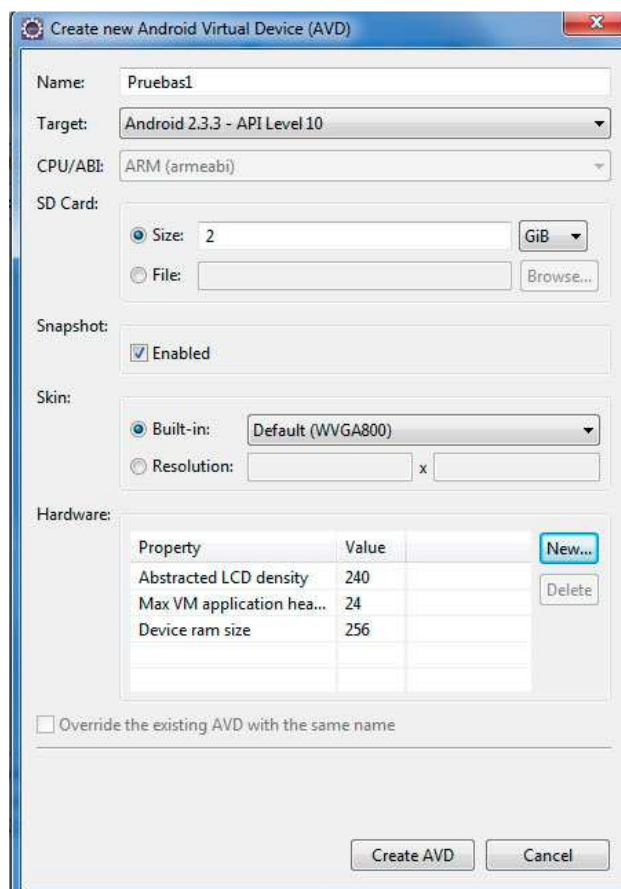 Create new Android Virtual Device (AVD)
Name: Pruebas1
Target: Android 2.3.3 - API Level 10
CPU/ABI: ARM (armeabi)
SD Card:
Size: 2 GiB
File: Browse...
Snapshot:
Enabled
Skin:
Built-in: Default (WVGA800)
Resolution: x
Hardware:
Property Value New...
Abstracted LCD density 240 Delete
Max VM application hea... 24
Device ram size 256
Override the existing AVD with the same name
Create AVD Cancel